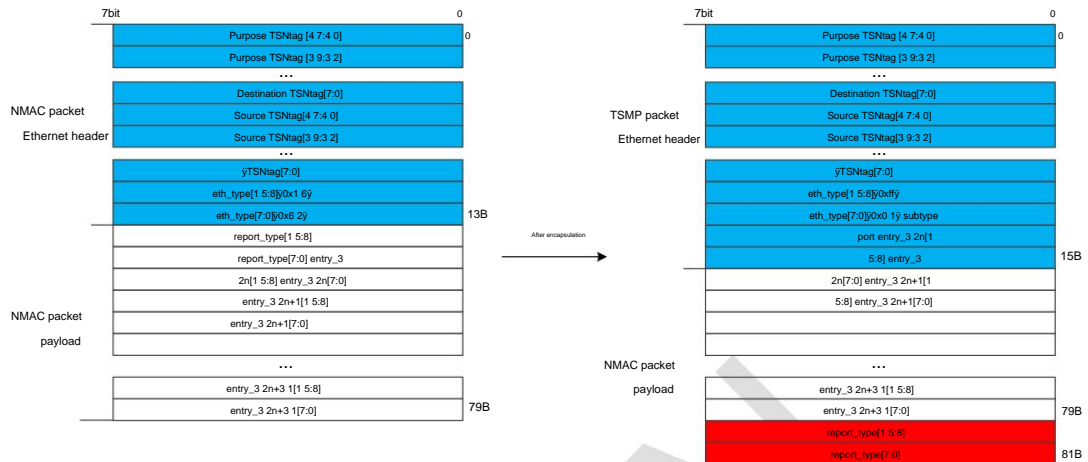 7bit
0
0
Purpose TSNtag [4 7:4 0]
Purpose TSNtag [3 9:3 2]
...
Destination TSNtag[7:0]
Source TSNtag[4 7:4 0]
Source TSNtag[3 9:3 2]
...
ÿTSNtag[7:0]
eth_type[1 5:8]ÿ0x1 6ÿ
eth_type[7:0]ÿ0x6 2ÿ
13B
report_type[1 5:8]
report_type[7:0] entry_3
2n[1 5:8] entry_3 2n[7:0]
entry_3 2n+1[1 5:8]
entry_3 2n+1[7:0]
...
entry_3 2n+3 1[1 5:8]
entry_3 2n+3 1[7:0]
79B
NMAC packet
Ethernet header
NMAC packet
payload
After encapsulation
7bit
0
0
Purpose TSNtag [4 7:4 0]
Purpose TSNtag [3 9:3 2]
...
Destination TSNtag[7:0]
Source TSNtag[4 7:4 0]
Source TSNtag[3 9:3 2]
...
ÿTSNtag[7:0]
eth_type[1 5:8]ÿ0xffÿ
eth_type[7:0]ÿ0x0 1ÿ subtype
port entry_3 2n[1
5:8] entry_3
15B
2n[7:0] entry_3 2n+1[1
5:8] entry_3 2n+1[7:0]
...
entry_3 2n+3 1[1 5:8]
entry_3 2n+3 1[7:0]
79B
report_type[1 5:8]
report_type[7:0]
81B
TSMP packet
Ethernet header
NMAC packet
payload